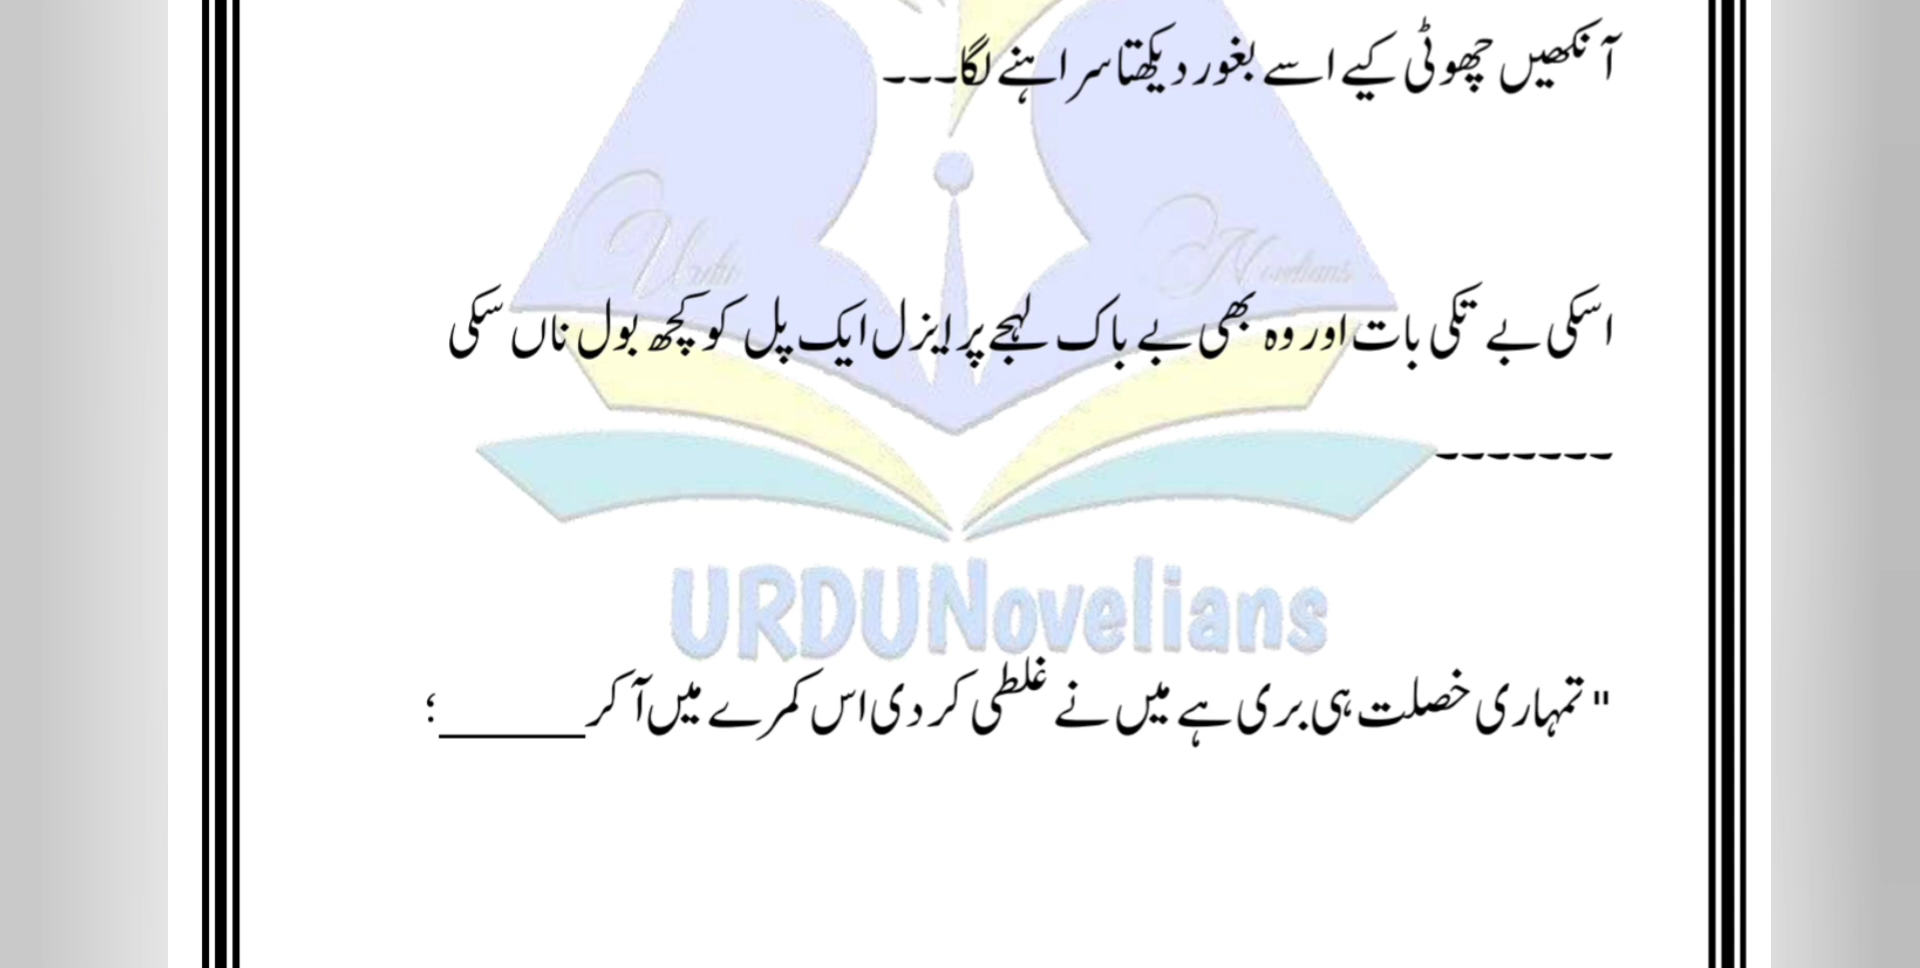 آنکھیں چھوٹی کیے اسے بغور دیکھتا سراہنے لگا۔۔۔
Urdu Novelians
اسکی بے تکی بات اور وہ بھی بے باک لہجے پر ایزل ایک پل کو کچھ بول ناں سکی
۔۔۔۔۔۔۔
URDUNovelians
" تمہاری خصلت ہی بری ہے میں نے غلطی کر دی اس کمرے میں آ کر______؛